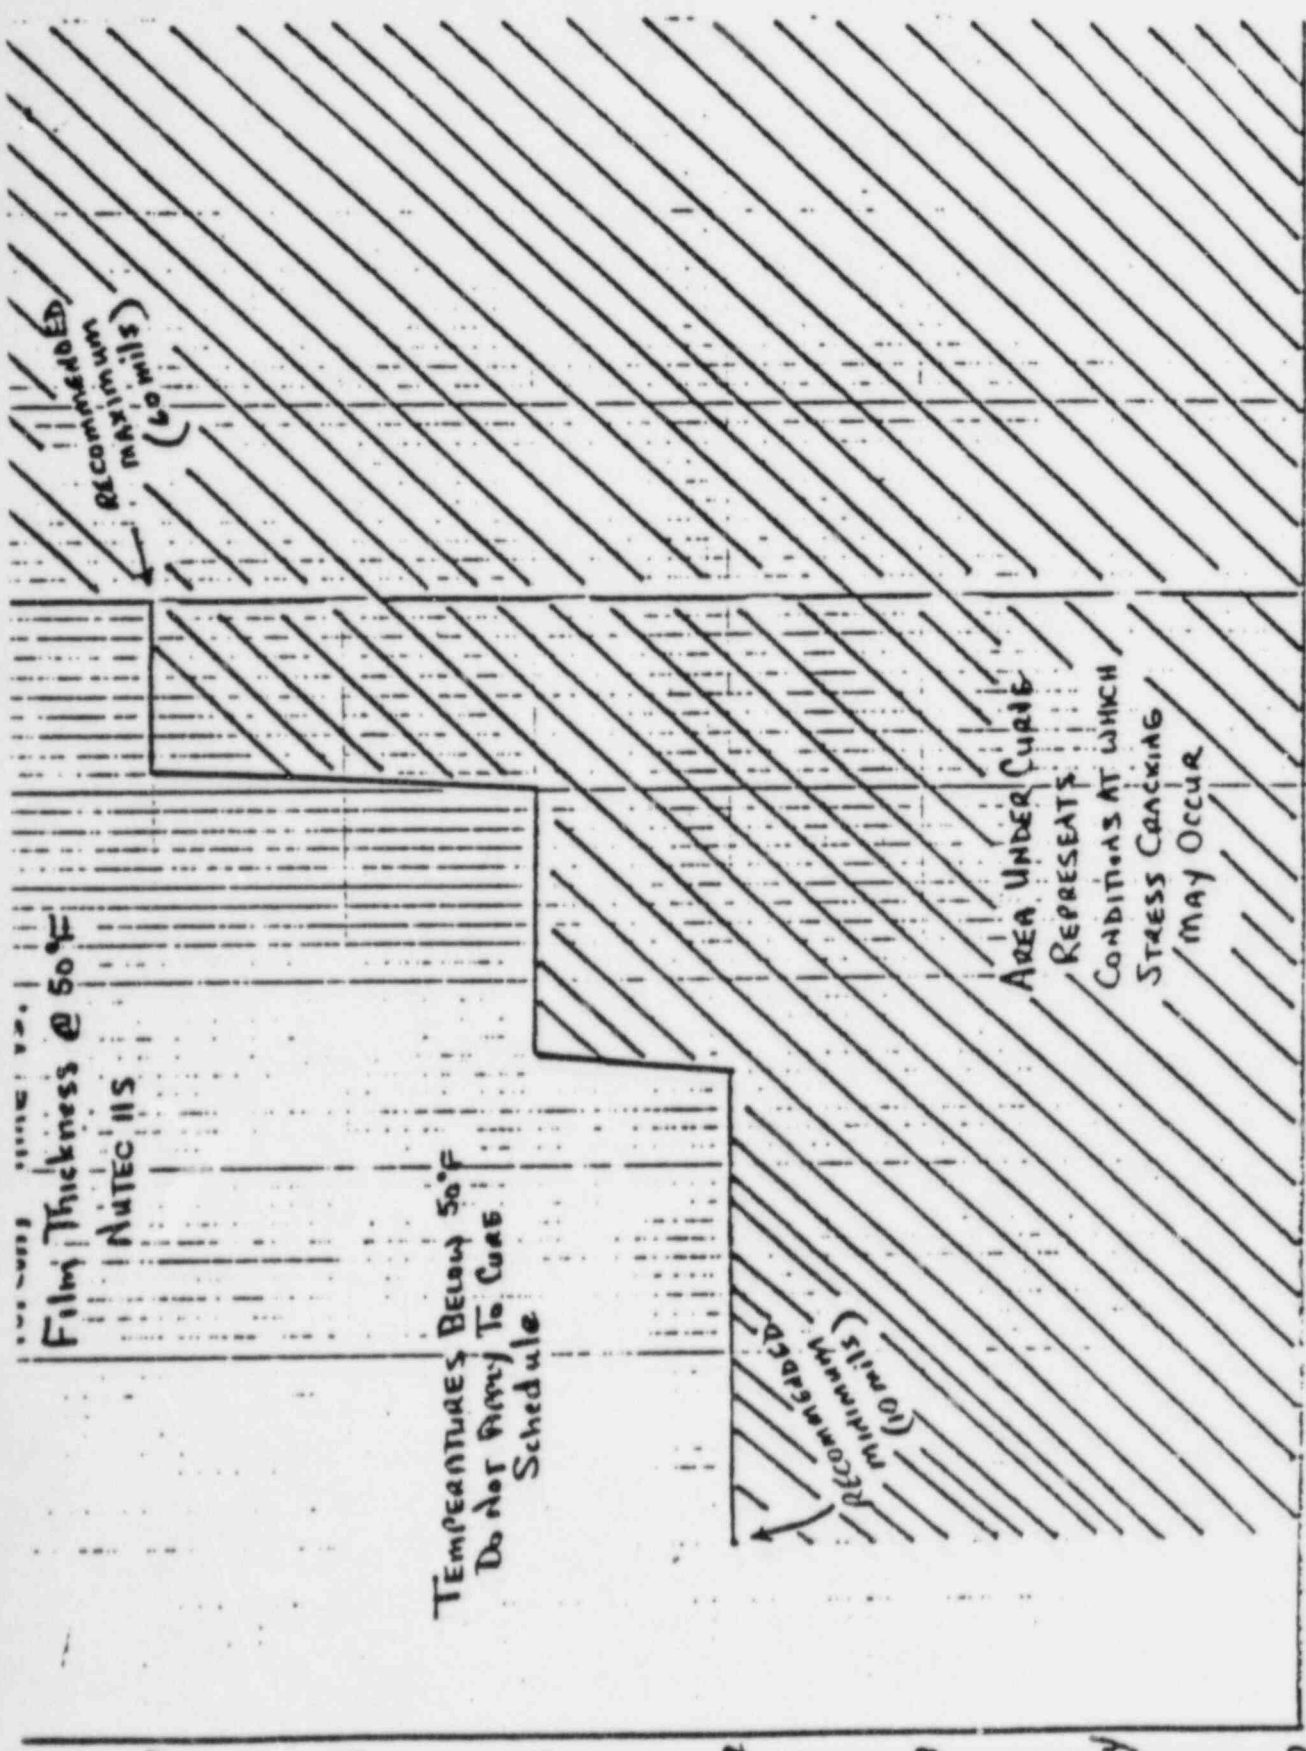 Film Thickness @ 50°F
NUTEC 11S
RECOMMENDED
MAXIMUM
(60 mils)
TEMPERATURES BELOW 50°F
DO NOT APPLY TO CURE
Schedule
RECOMMENDED
MINIMUM
(10 mils)
AREA UNDER CURVE
REPRESENTS
CONDITIONS AT WHICH
STRESS CRACKING
MAY OCCUR